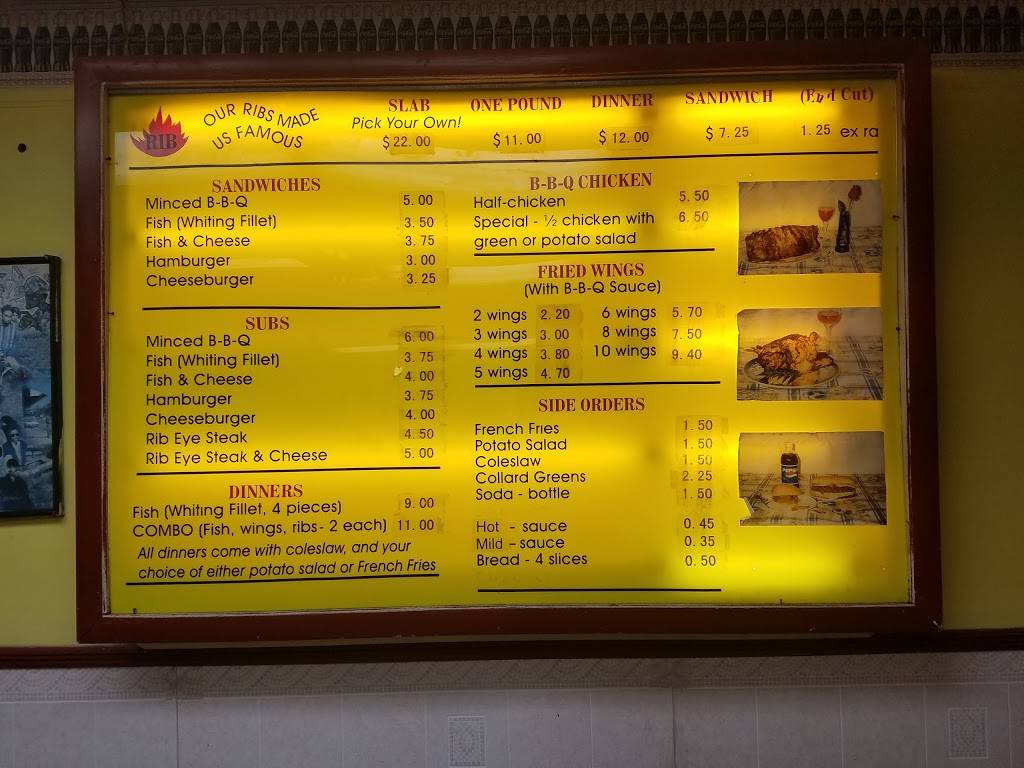 RIB
OUR RIBS MADE
US FAMOUS
SLAB
Pick Your Own!
$22.00
ONE POUND
$11.00
DINNER
$12.00
SANDWICH
$7.25
(End Cut)
1.25 ex ra
SANDWICHES
Minced B-B-Q 5.00
Fish (Whiting Fillet) 3.50
Fish & Cheese 3.75
Hamburger 3.00
Cheeseburger 3.25
SUBS
Minced B-B-Q 6.00
Fish (Whiting Fillet) 3.75
Fish & Cheese 4.00
Hamburger 3.75
Cheeseburger 4.00
Rib Eye Steak 4.50
Rib Eye Steak & Cheese 5.00
DINNERS
Fish (Whiting Fillet, 4 pieces) 9.00
COMBO (Fish, wings, ribs- 2 each) 11.00
All dinners come with coleslaw, and your
choice of either potato salad or French Fries
B-B-Q CHICKEN
Half-chicken 5.50
Special - ½ chicken with 6.50
green or potato salad
FRIED WINGS
(With B-B-Q Sauce)
2 wings 2.20 6 wings 5.70
3 wings 3.00 8 wings 7.50
4 wings 3.80 10 wings 9.40
5 wings 4.70
SIDE ORDERS
French Fries 1.50
Potato Salad 1.50
Coleslaw 1.50
Collard Greens 2.25
Soda - bottle 1.50
Hot - sauce 0.45
Mild - sauce 0.35
Bread - 4 slices 0.50